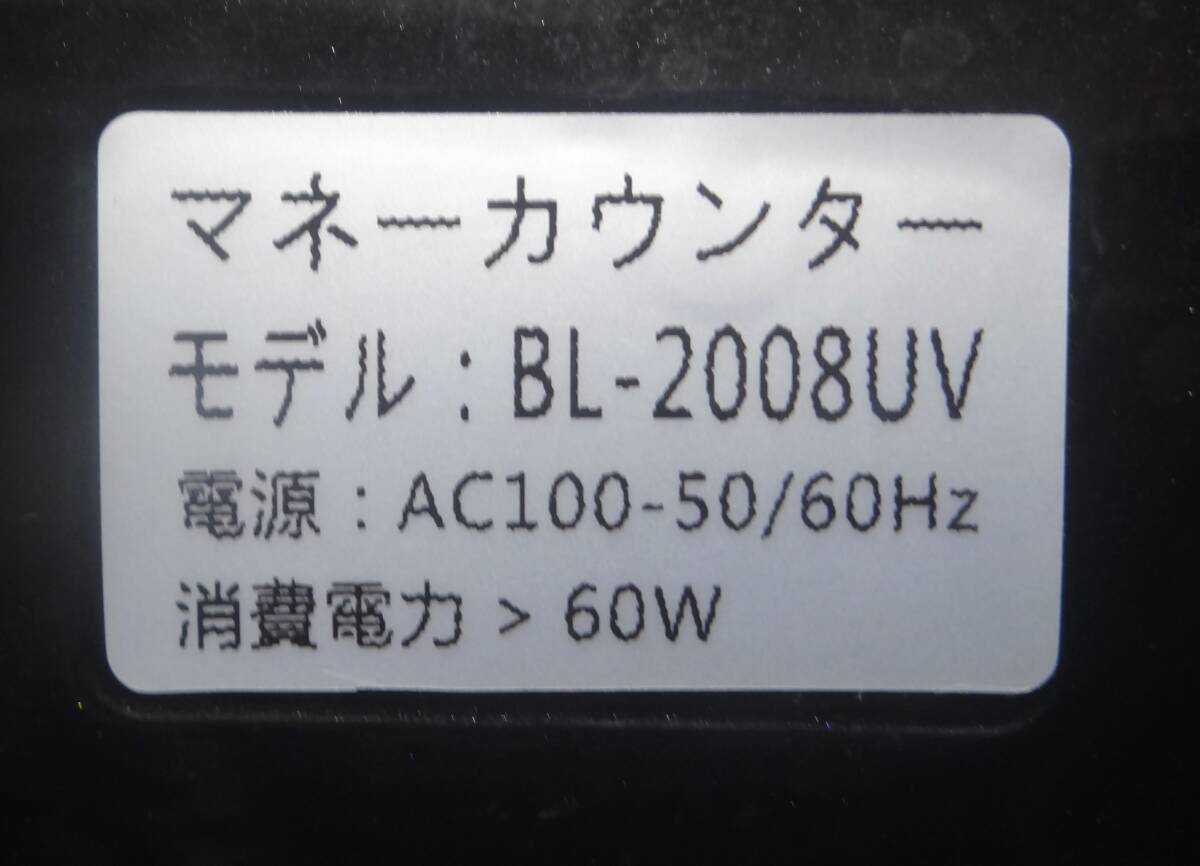 マネーカウンター
モデル：BL-2008UV
電源：AC100-50/60Hz
消費電力 > 60W